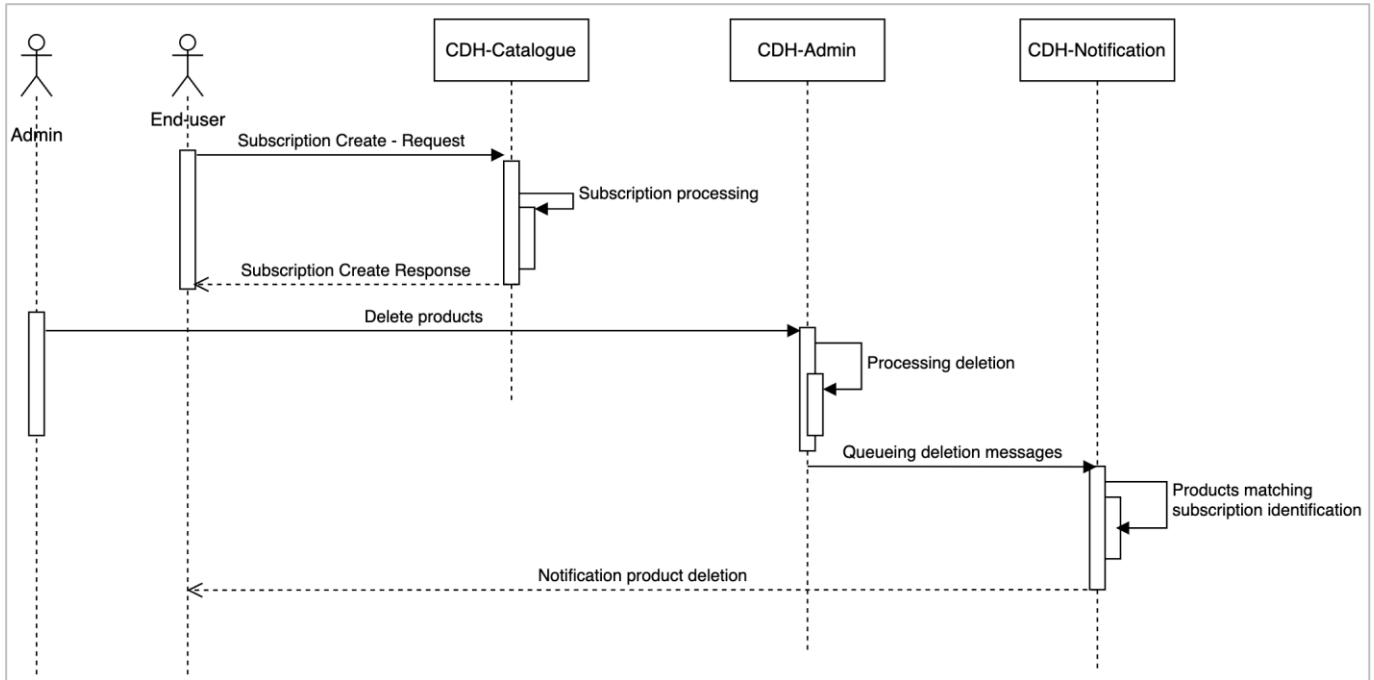 CDH-Catalogue
CDH-Admin
CDH-Notification
Admin
End-user
Subscription Create - Request
Subscription processing
Subscription Create Response
Delete products
Processing deletion
Queueing deletion messages
Products matching
subscription identification
Notification product deletion